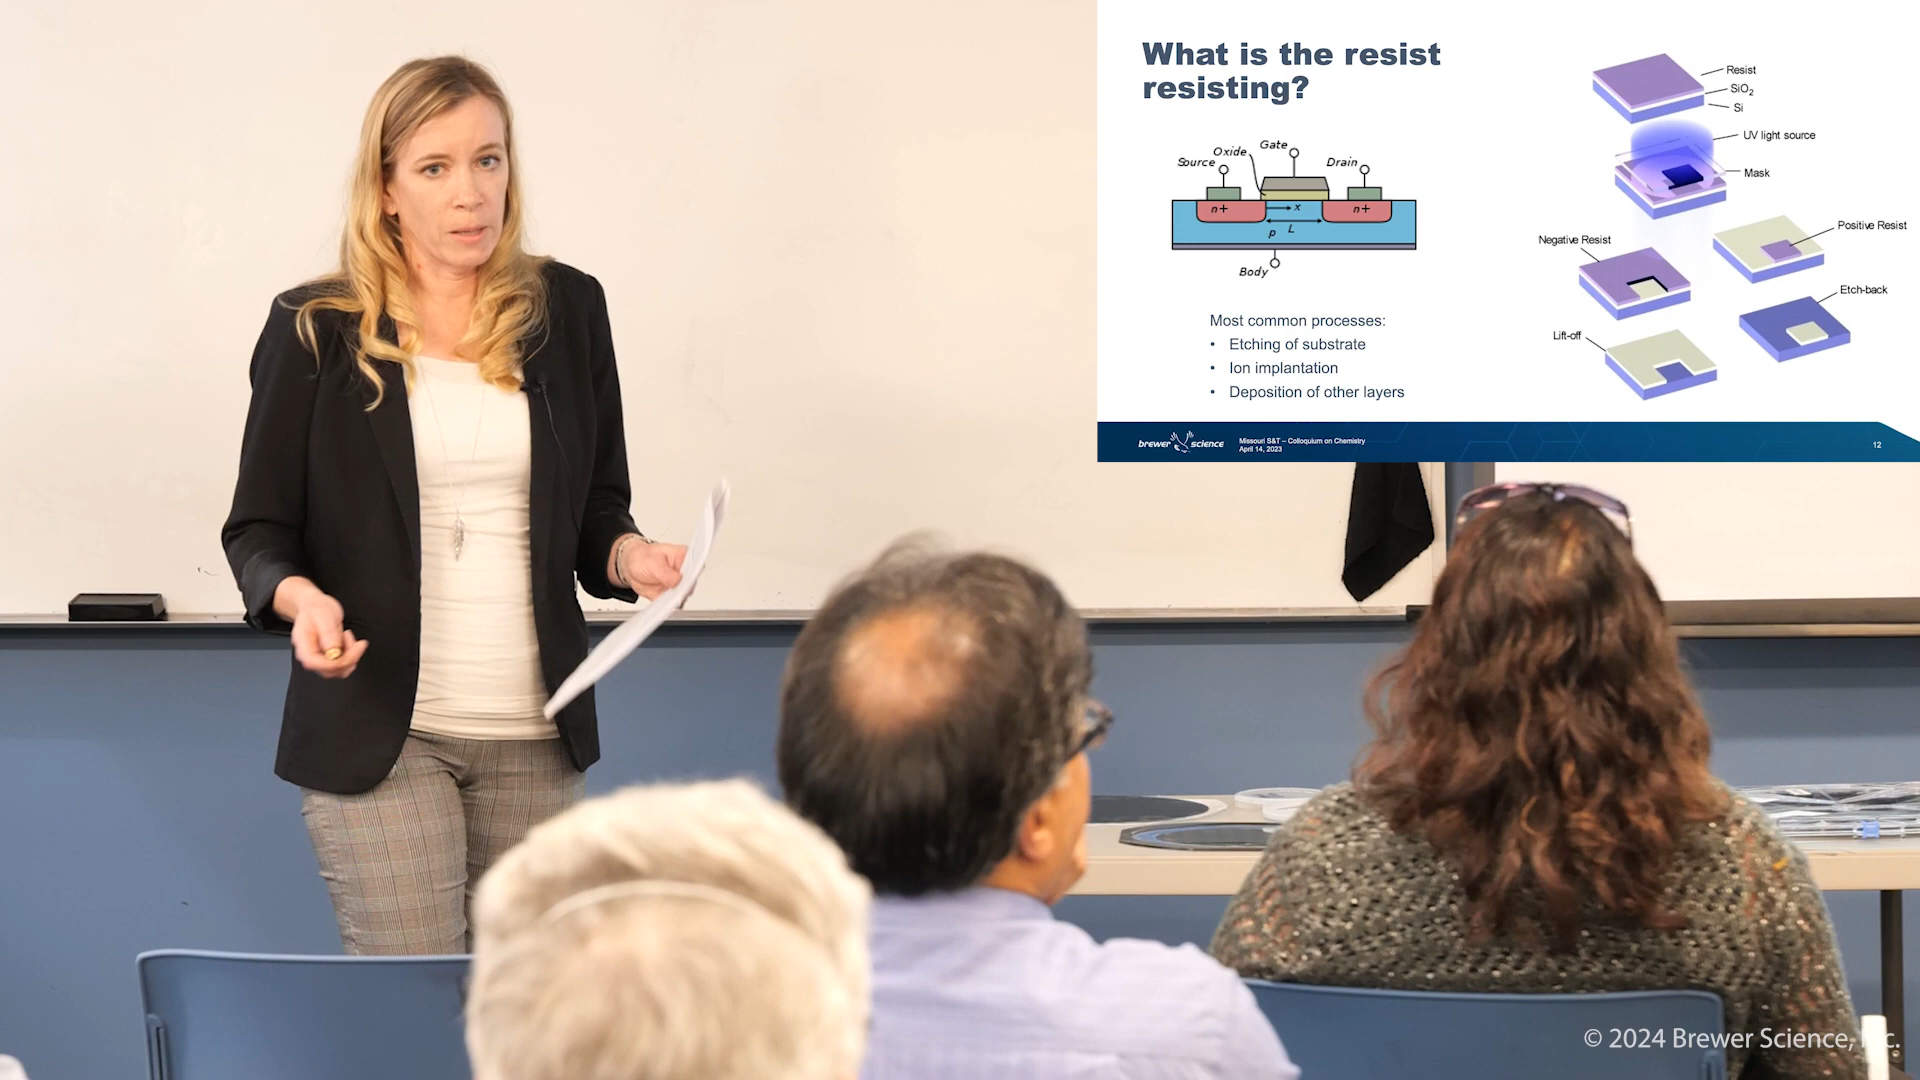 What is the resist
resisting?
Resist
SiO2
Si
UV light source
Mask
Positive Resist
Negative Resist
Etch-back
Lift-off
Gate
Oxide
Source
Drain
n+
x
n+
L
p
Body
Most common processes:
• Etching of substrate
• Ion implantation
• Deposition of other layers
brewer science
Missouri S&T – Colloquium on Chemistry
April 14, 2023
12
© 2024 Brewer Science, Inc.